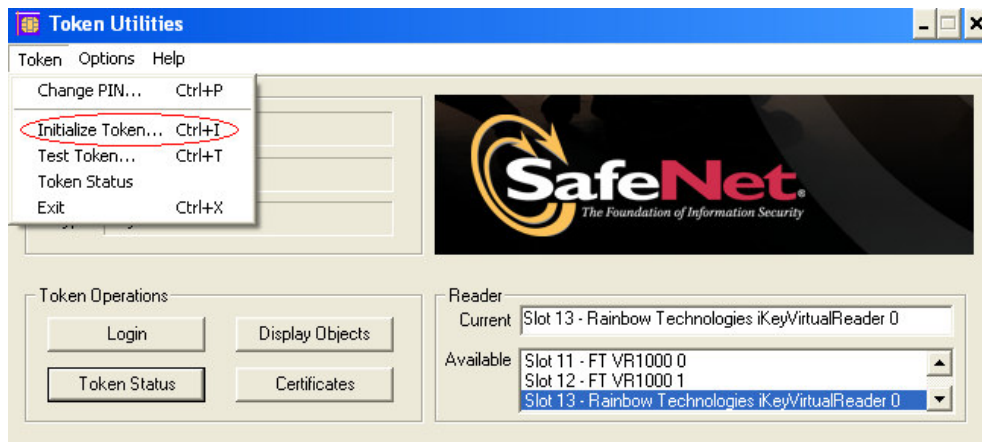 Token Utilities
Token Options Help
Change PIN... Ctrl+P
Initialize Token... Ctrl+I
Test Token... Ctrl+T
Token Status
Exit Ctrl+X
SafeNet.
The Foundation of Information Security
Token Operations
Login Display Objects
Token Status Certificates
Reader
Current Slot 13 - Rainbow Technologies iKeyVirtualReader 0
Available Slot 11 - FT VR1000 0
Slot 12 - FT VR1000 1
Slot 13 - Rainbow Technologies iKeyVirtualReader 0